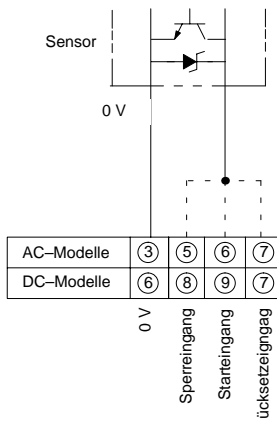 Sensor
0 V
AC–Modelle 3 5 6 7
DC–Modelle 6 8 9 7
0 V
Sperreingang
Starteingang
ücksetzeigngag